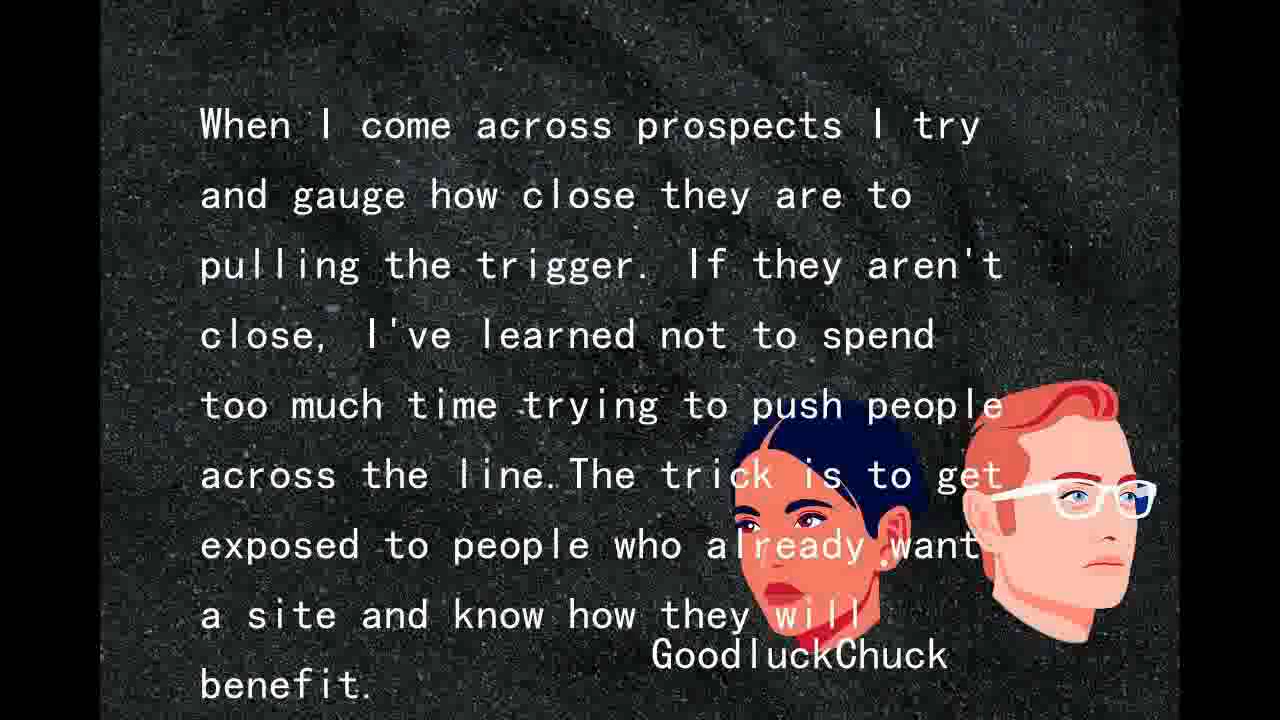 When I come across prospects I try
and gauge how close they are to
pulling the trigger. If they aren't
close, I've learned not to spend
too much time trying to push people
across the line.The trick is to get
exposed to people who already want
a site and know how they will
benefit.
GoodluckChuck